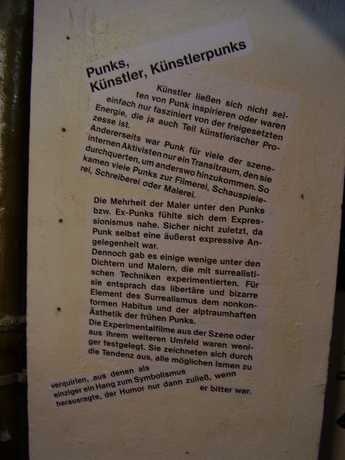 Punks,
Künstler, Künstlerpunks
Künstler ließen sich nicht sel-
ten von Punk inspirieren oder waren
einfach nur fasziniert von der freigesetzten
Energie, die ja auch Teil künstlerischer Pro-
zesse ist.
Andererseits war Punk für viele der szene-
internen Aktivisten nur ein Transitraum, den sie
durchquerten, um anderswo hinzukommen. So
kamen viele Punks zur Filmerei, Schauspiele-
rei, Schreiberei oder Malerei.
Die Mehrheit der Maler unter den Punks
bzw. Ex-Punks fühlte sich dem Expres-
sionismus nahe. Sicher nicht zuletzt, da
Punk selbst eine äußerst expressive An-
gelegenheit war.
Dennoch gab es einige wenige unter den
Dichtern und Malern, die mit surrealisti-
schen Techniken experimentierten. Für
sie entsprach das libertäre und bizarre
Element des Surrealismus dem nonkon-
formen Habitus und der alptraumhaften
Ästhetik der frühen Punks.
Die Experimentalfilme aus der Szene oder
aus ihrem weiteren Umfeld waren weni-
ger festgelegt. Sie zeichneten sich durch
die Tendenz aus, alle möglichen Ismen zu
verquirlen, aus denen als
einziger ein Hang zum Symbolismus
herausragte, der Humor nur dann zuließ, wenn
er bitter war.